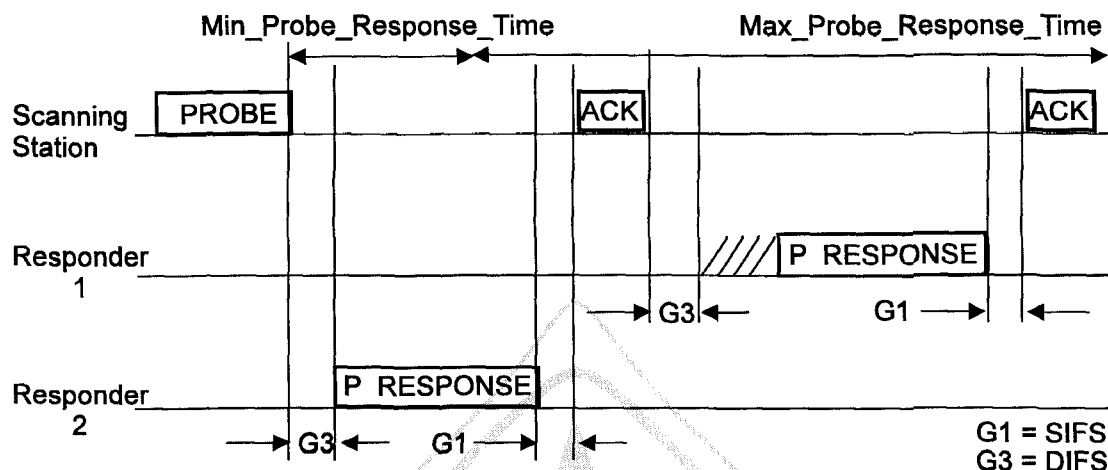 Min_Probe_Response_Time Max_Probe_Response_Time
PROBE ACK ACK
Scanning
Station
Responder
1
P RESPONSE
G3 G1
Responder
2
P RESPONSE
G3 G1
G1 = SIFS
G3 = DIFS